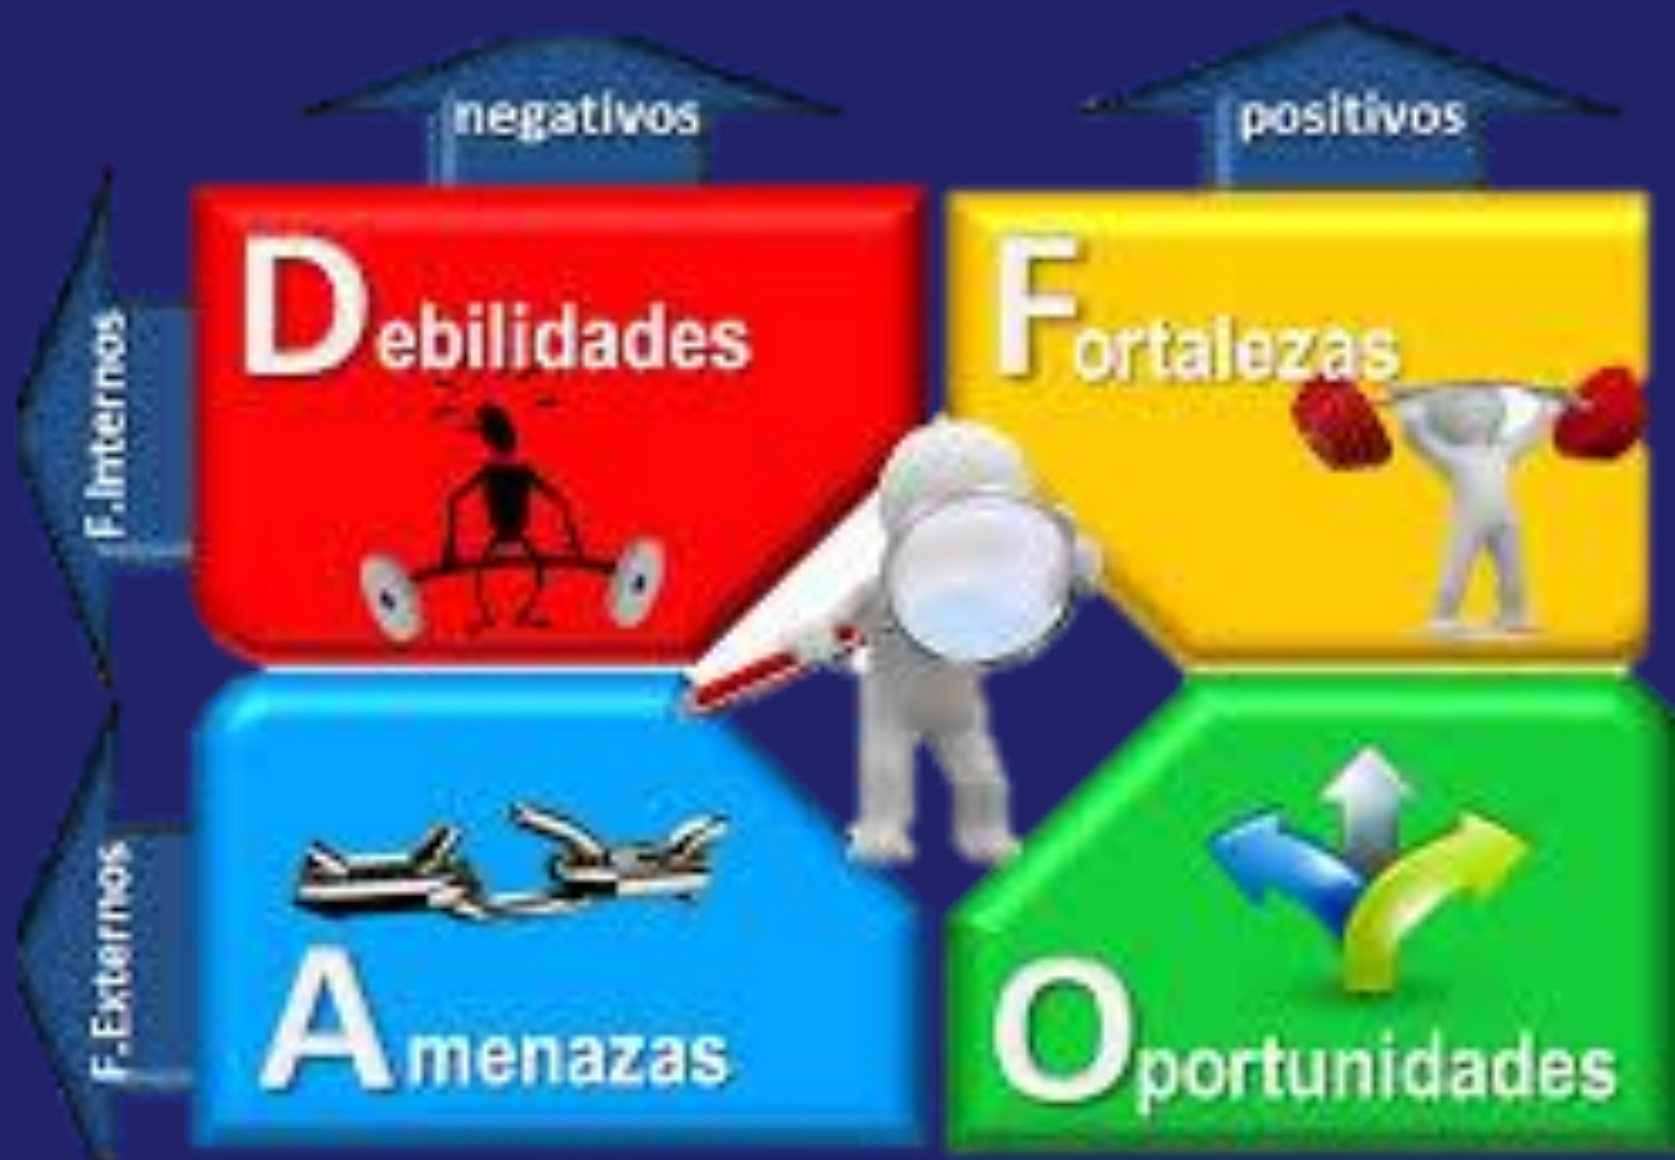 negativos
positivos
F.Internos
Debilidades
Fortalezas
F.Externos
Amenazas
Oportunidades